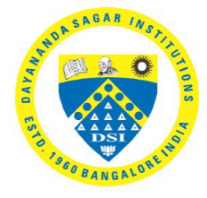 DAYANANDA SAGAR INSTITUTIONS
DSI
ESTD. 1960 BANGALORE INDIA